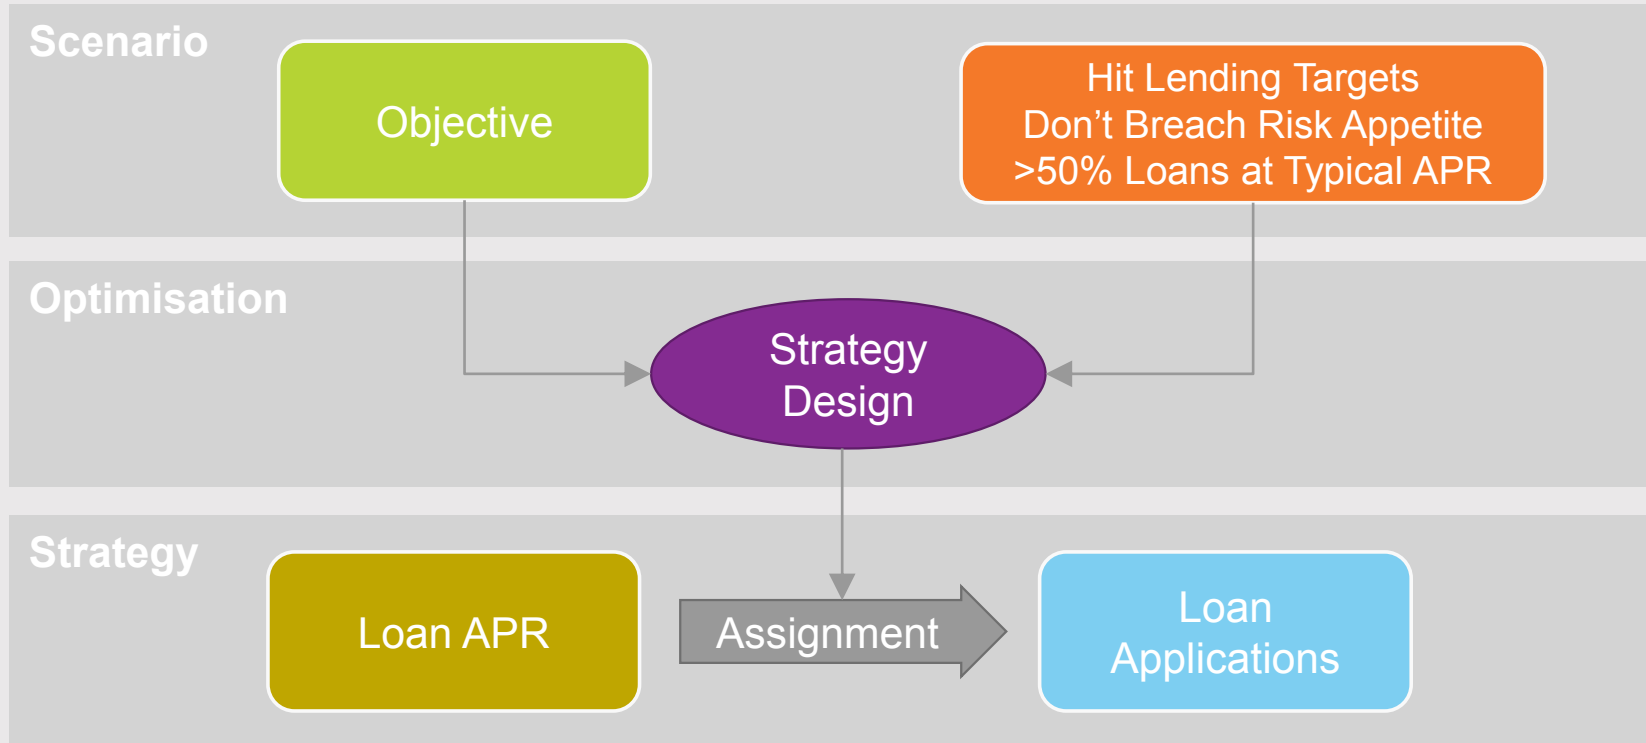 Scenario
Objective
Hit Lending Targets
Don’t Breach Risk Appetite
>50% Loans at Typical APR
Optimisation
Strategy
Design
Strategy
Loan APR
Assignment
Loan
Applications